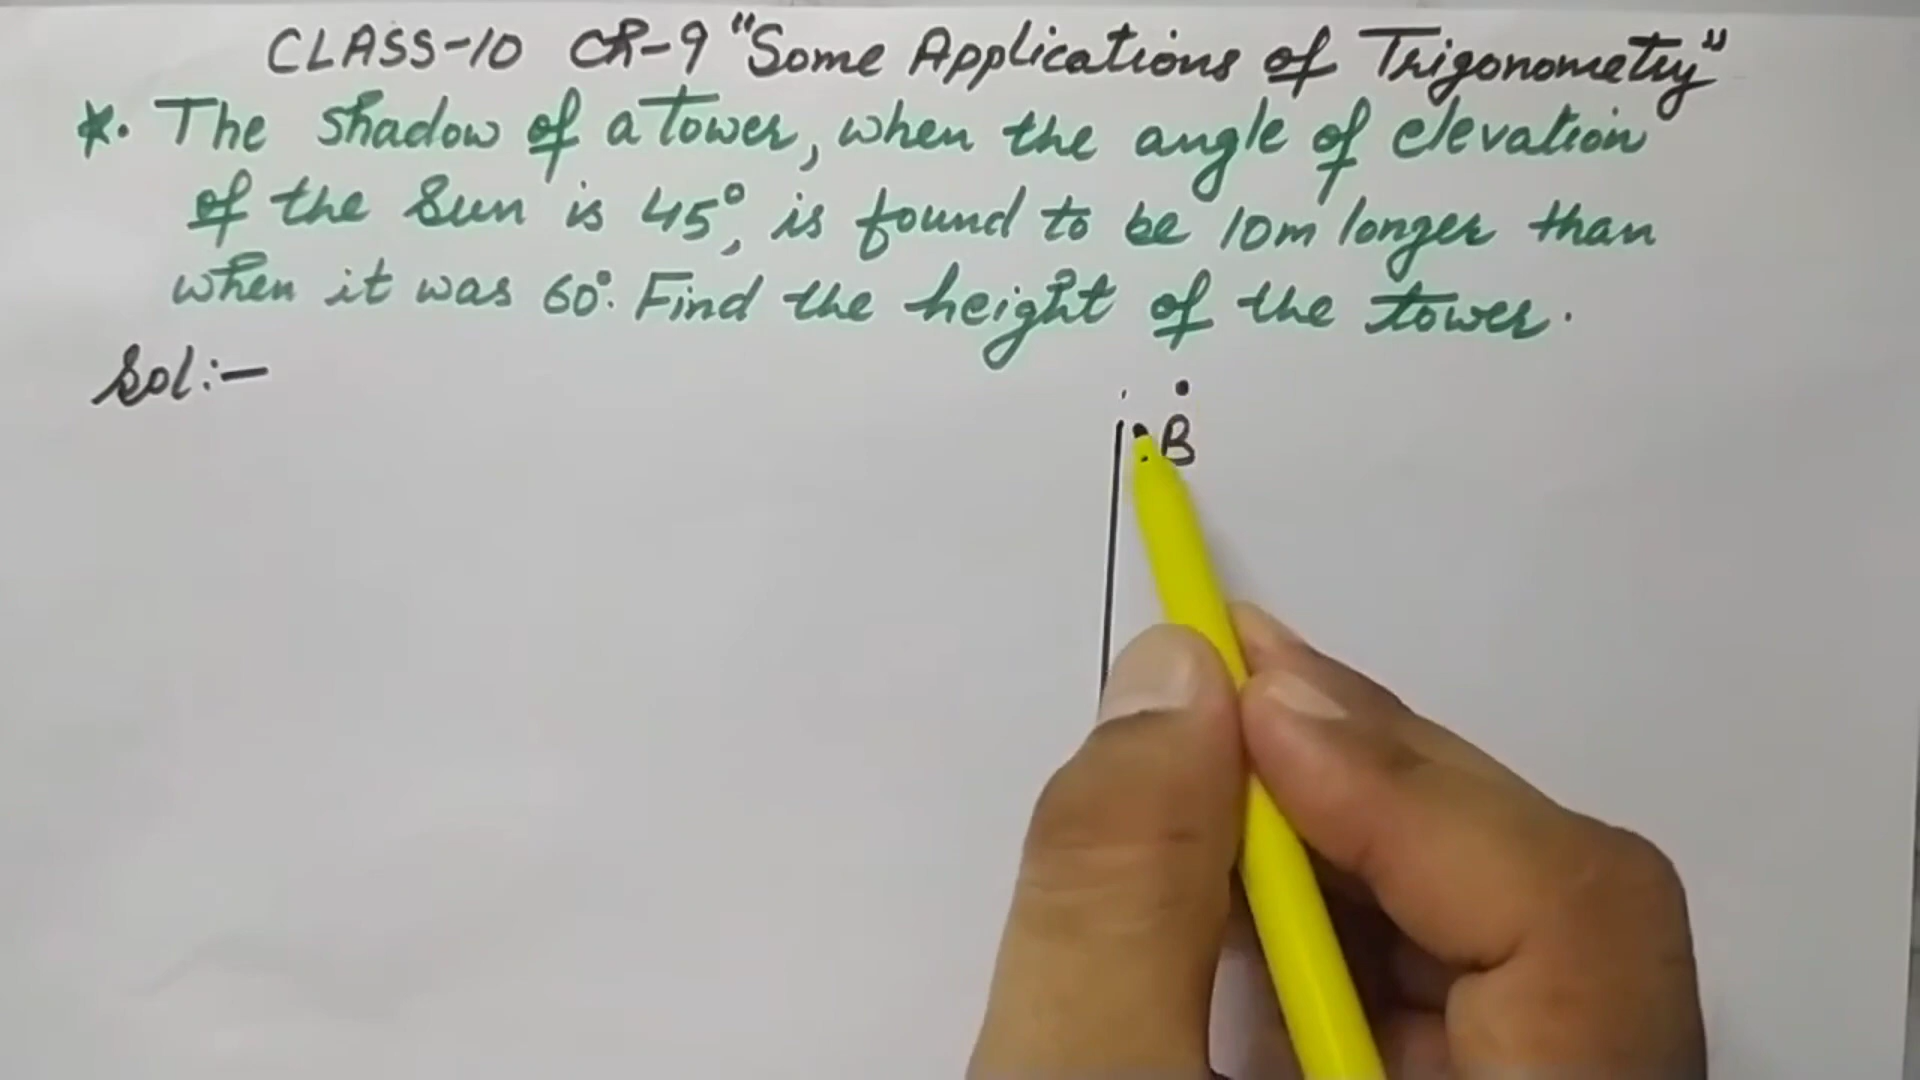 CLASS-10 CH-9 "Some Applications of Trigonometry"
*. The shadow of a Tower, when the angle of elevation
of the Sun is 45°, is found to be 10m longer than
when it was 60°. Find the height of the tower.
Sol:-
B